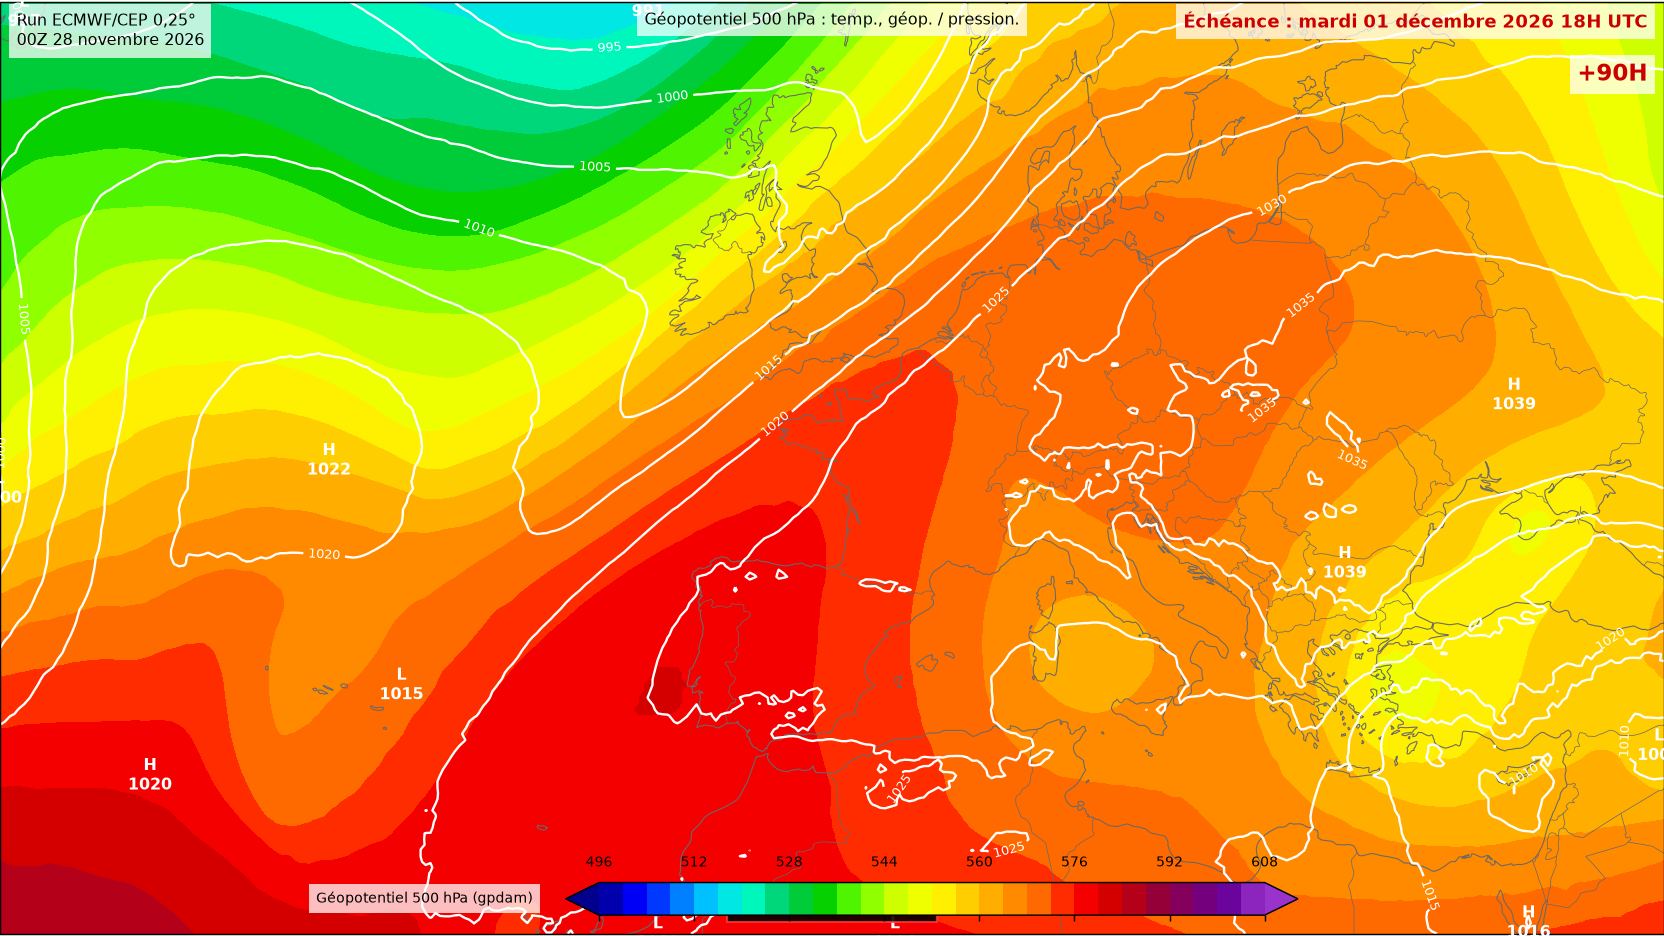 Run ECMWF/CEP 0,25°
00Z 28 novembre 2026
Géopotentiel 500 hPa : temp., géop. / pression.
Échéance : mardi 01 décembre 2026 18H UTC
+90H
995
1000
1005
1010
1030
1025
1035
1005
1015
1035
H
1039
1020
1035
H
1022
00
1020
H
1039
1020
L
1015
1010
L
100
H
1020
1010
1025
1025
1015
496 512 528 544 560 576 592 608
Géopotentiel 500 hPa (gpdam)
L
L
H
1016